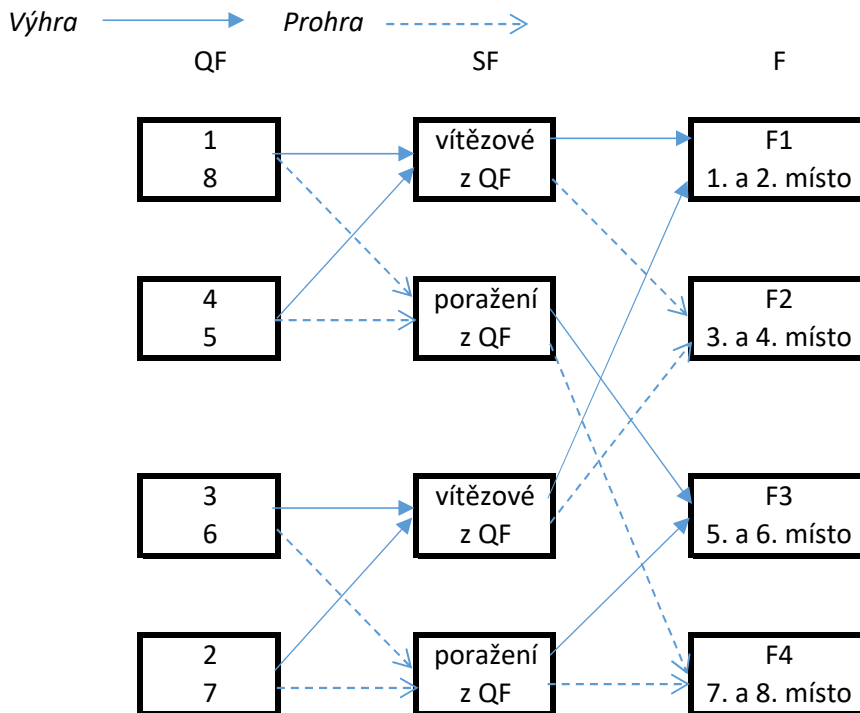 Výhra Prohra
QF SF F
1 vítězové F1
8 z QF 1. a 2. místo
4 poražení F2
5 z QF 3. a 4. místo
3 vítězové F3
6 z QF 5. a 6. místo
2 poražení F4
7 z QF 7. a 8. místo